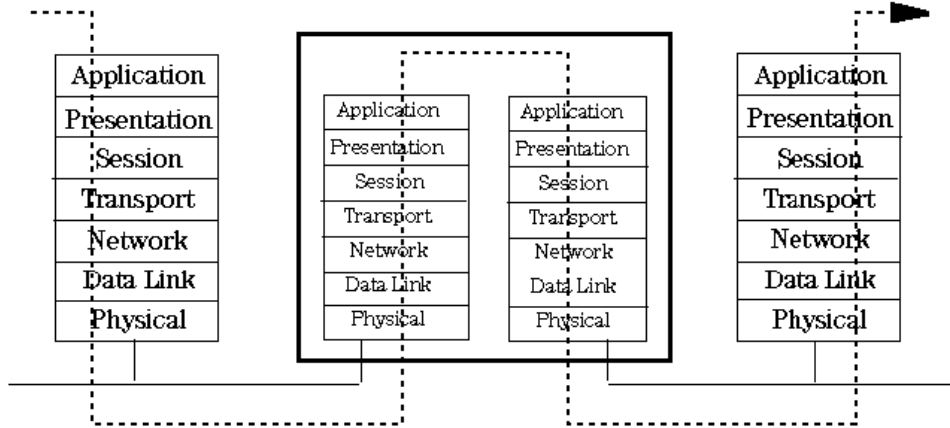 Application
Presentation
Session
Transport
Network
Data Link
Physical
Application
Presentation
Session
Transport
Network
Data Link
Physical
Application
Presentation
Session
Transport
Network
Data Link
Physical
Application
Presentation
Session
Transport
Network
Data Link
Physical